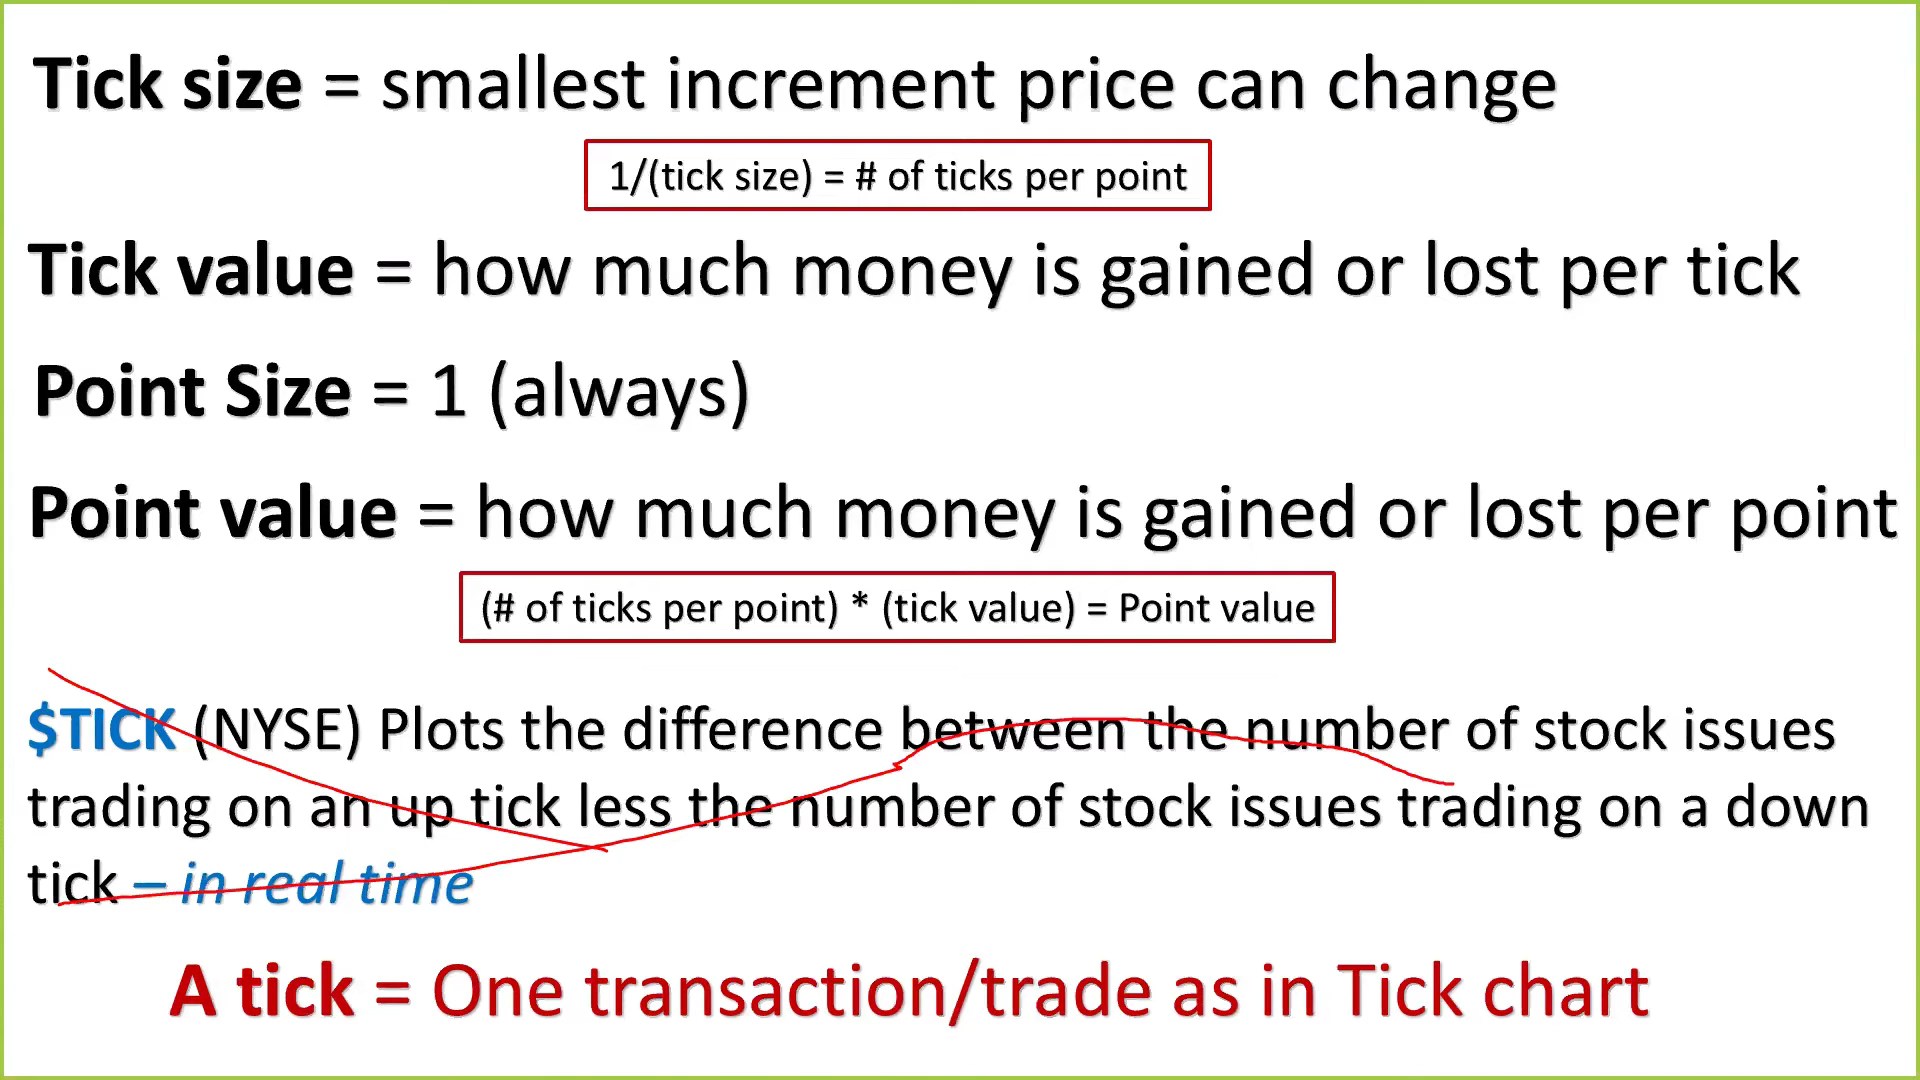 Tick size = smallest increment price can change
1/(tick size) = # of ticks per point
Tick value = how much money is gained or lost per tick
Point Size = 1 (always)
Point value = how much money is gained or lost per point
(# of ticks per point) * (tick value) = Point value
$TICK (NYSE) Plots the difference between the number of stock issues
trading on an up tick less the number of stock issues trading on a down
tick – in real time
A tick = One transaction/trade as in Tick chart